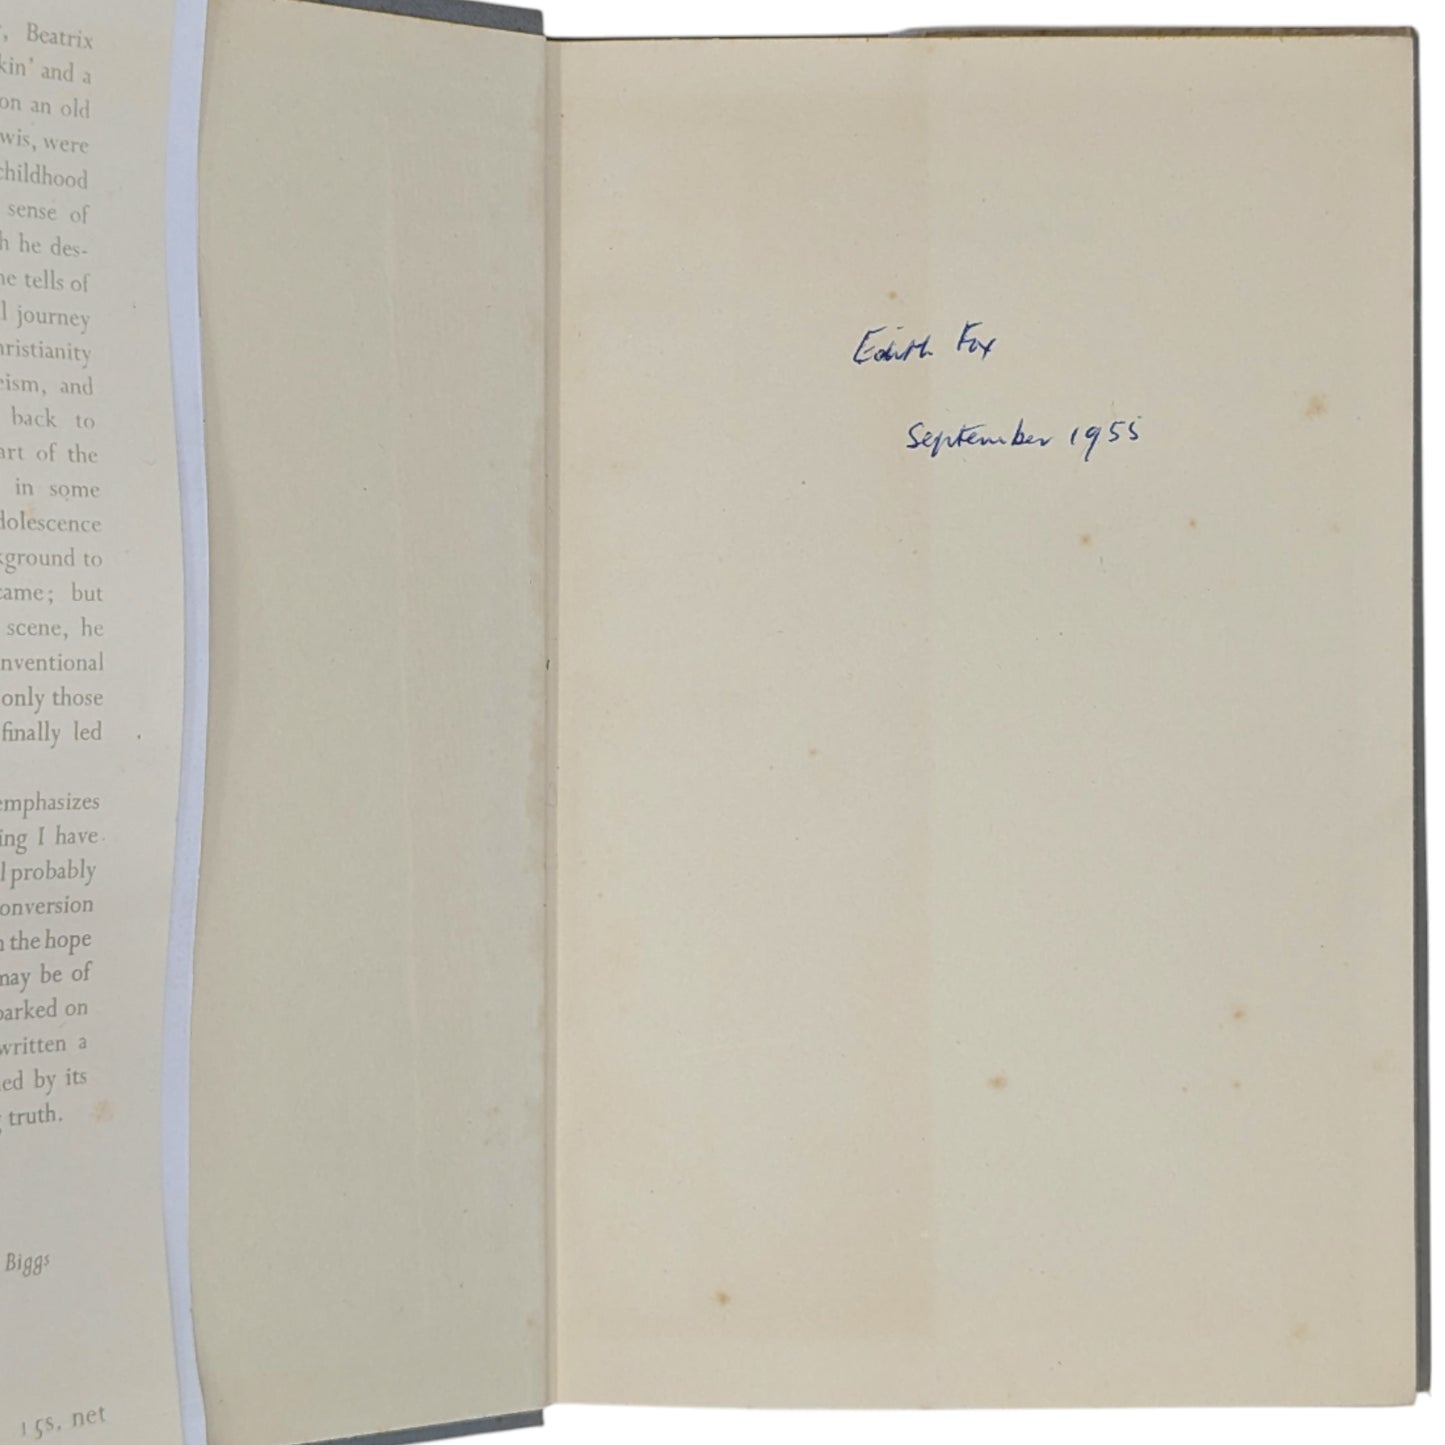 , Beatrix
kin' and a
on an old
wis, were
childhood
sense of
h he des-
he tells of
l journey
hristianity
eism, and
back to
art of the
in some
dolescence
kground to
came; but
scene, he
nventional
only those
finally led
emphasizes
ing I have
l probably
onversion
n the hope
may be of
barked on
written a
ed by its
truth.
Biggs
15s. net
Edith Fox
September 1955